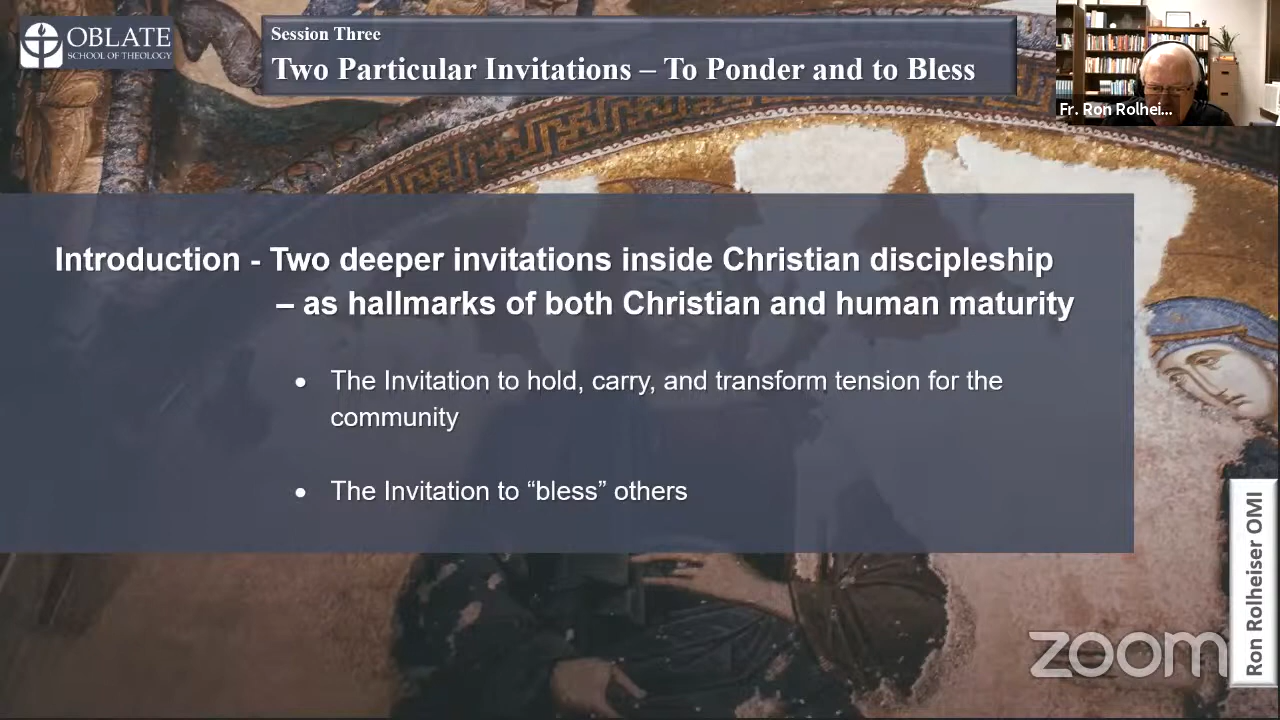 OBLATE
SCHOOL OF THEOLOGY
Session Three
Two Particular Invitations – To Ponder and to Bless
Fr. Ron Rolhei...
Introduction - Two deeper invitations inside Christian discipleship
– as hallmarks of both Christian and human maturity
• The Invitation to hold, carry, and transform tension for the
community
• The Invitation to “bless” others
Ron Rolheiser OMI
zoom